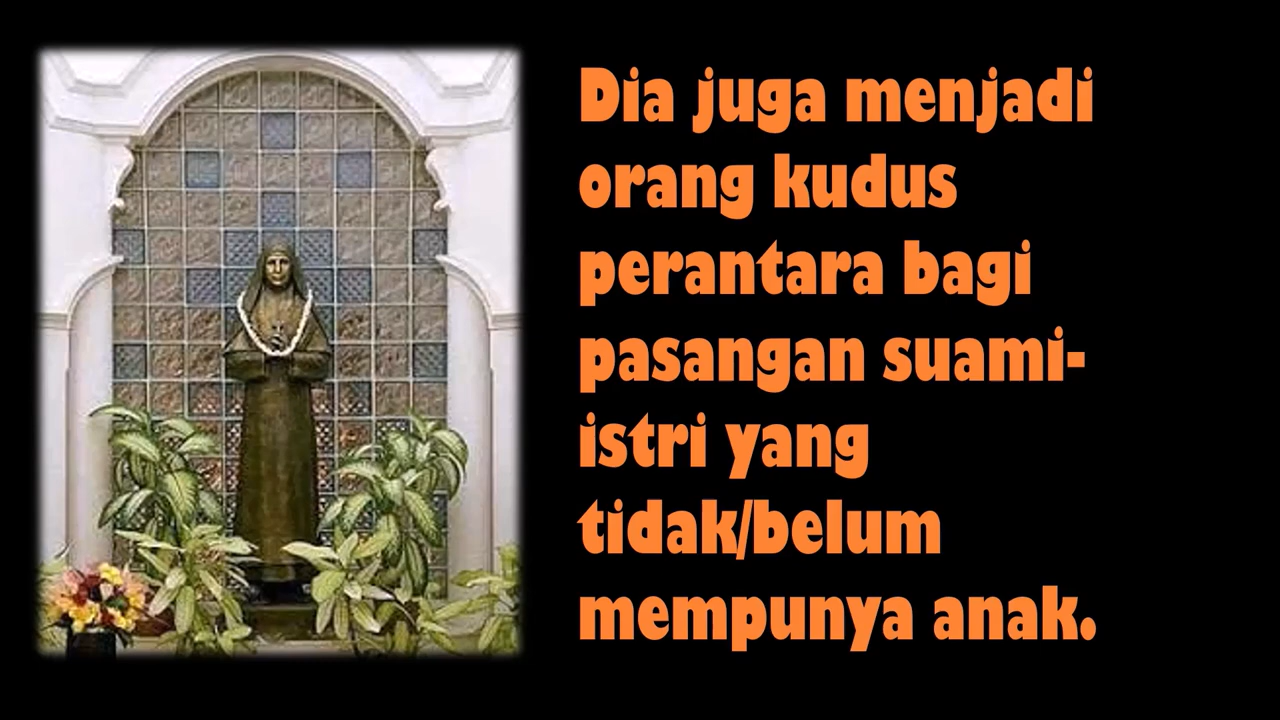 Dia juga menjadi
orang kudus
perantara bagi
pasangan suami-
istri yang
tidak/belum
mempunya anak.